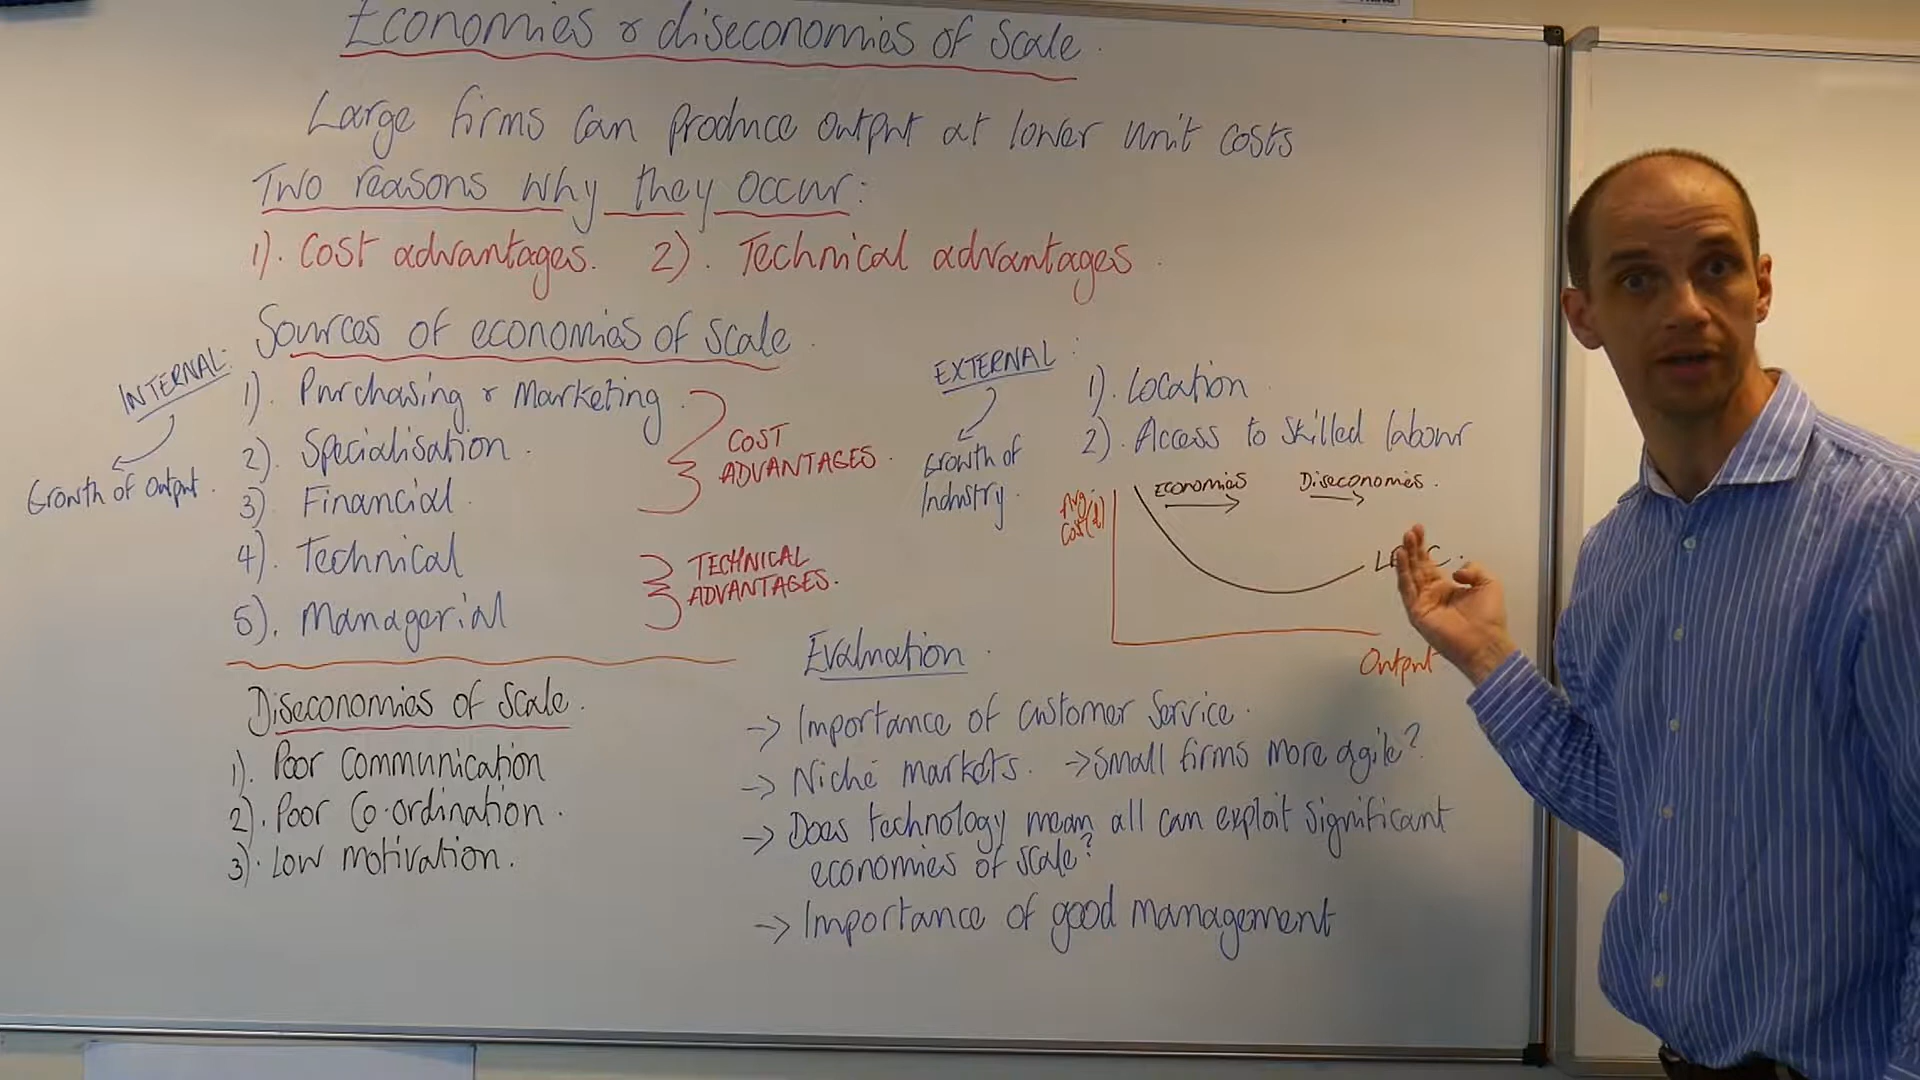 Economies & diseconomies of scale.
Large firms can produce output at lower unit costs
Two reasons why they occur:
1). Cost advantages. 2). Technical advantages.
Sources of economies of scale.
INTERNAL:
Growth of output.
1). Purchasing & Marketing.
2). Specialisation.
3). Financial.
4). Technical
5). Managerial
COST
ADVANTAGES.
TECHNICAL
ADVANTAGES.
EXTERNAL:
Growth of
Industry.
1). Location.
2). Access to skilled labour
Economies
Diseconomies.
Avg.
Cost(£)
Output
Diseconomies of scale.
1). Poor communication
2). Poor co-ordination.
3). Low motivation.
Evaluation.
-> Importance of customer service.
-> Niche markets. -> Small firms more agile?
-> Does technology mean all can exploit significant
economies of scale?
-> Importance of good management